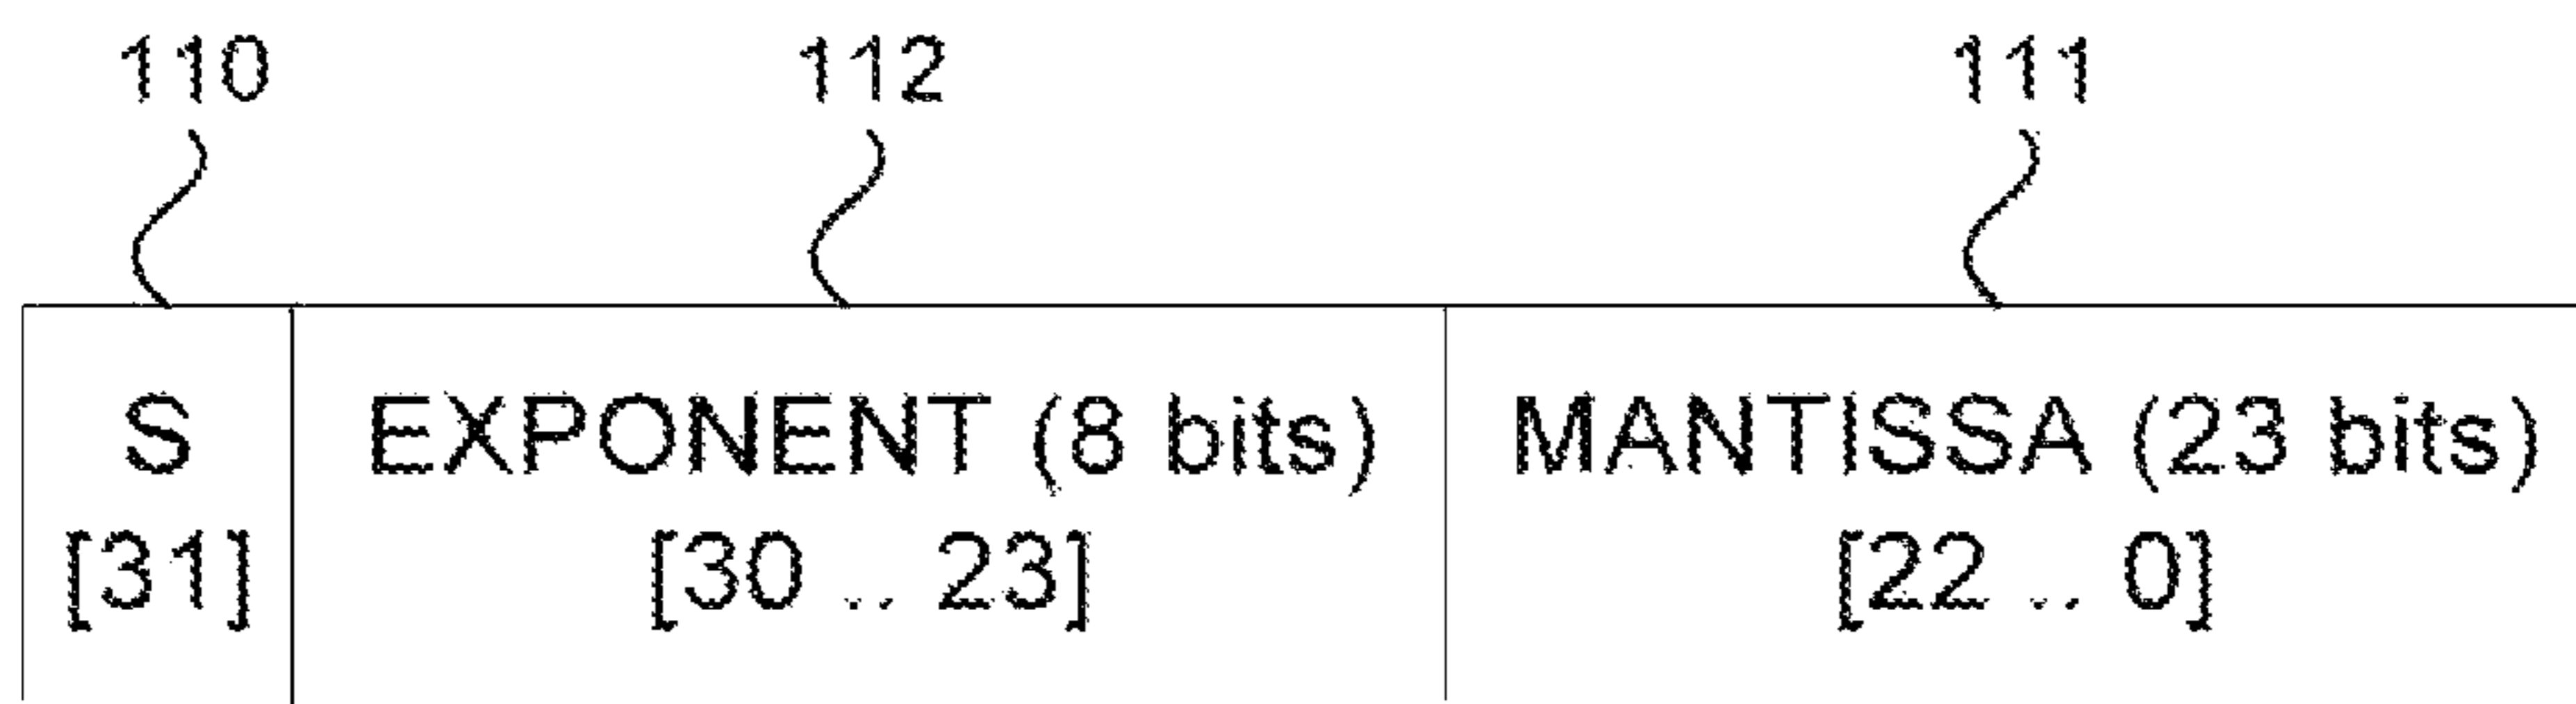 110 112 111
S EXPONENT (8 bits) MANTISSA (23 bits)
[31] [30 .. 23] [22 .. 0]